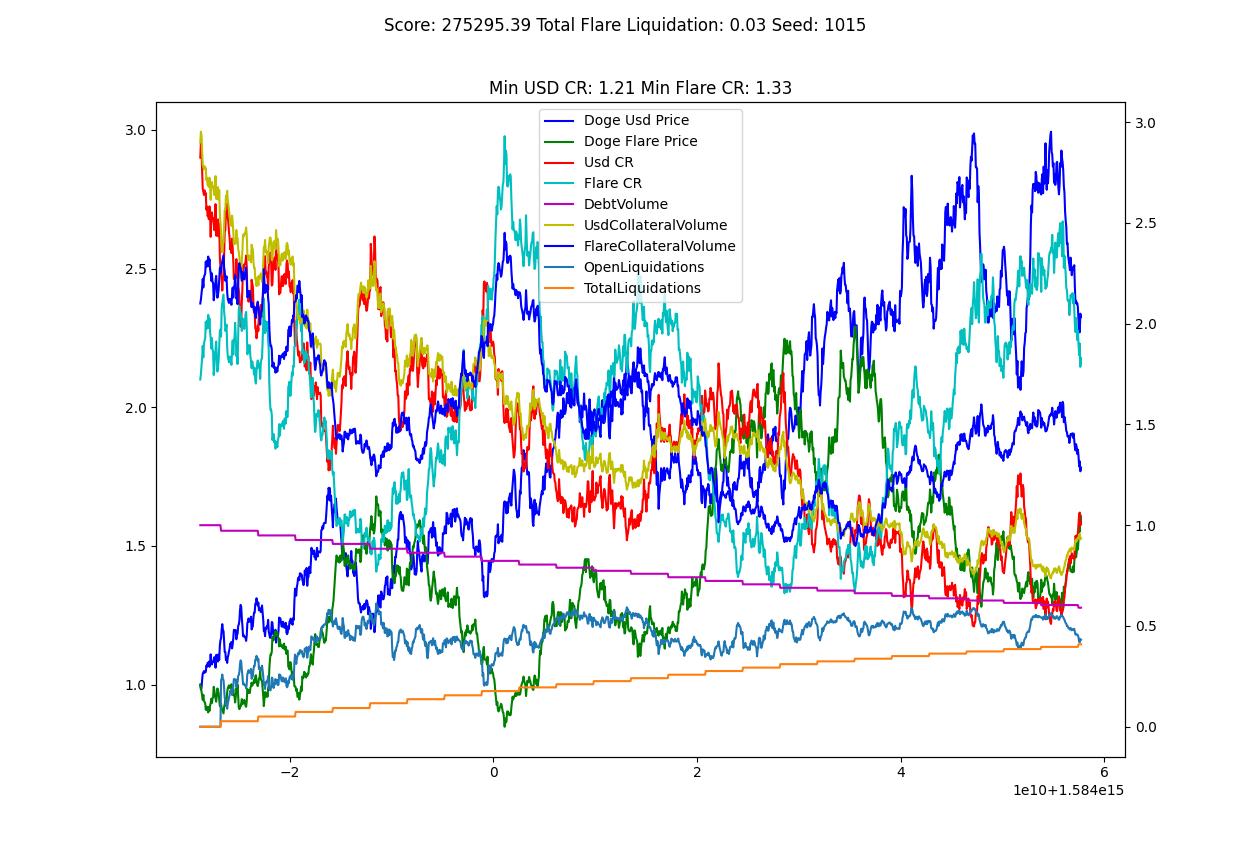 Score: 275295.39 Total Flare Liquidation: 0.03 Seed: 1015
Min USD CR: 1.21 Min Flare CR: 1.33
Doge Usd Price
Doge Flare Price
Usd CR
Flare CR
DebtVolume
UsdCollateralVolume
FlareCollateralVolume
OpenLiquidations
TotalLiquidations
3.0
2.5
2.0
1.5
1.0
3.0
2.5
2.0
1.5
1.0
0.5
0.0
−2 0 2 4 6
1e10+1.584e15